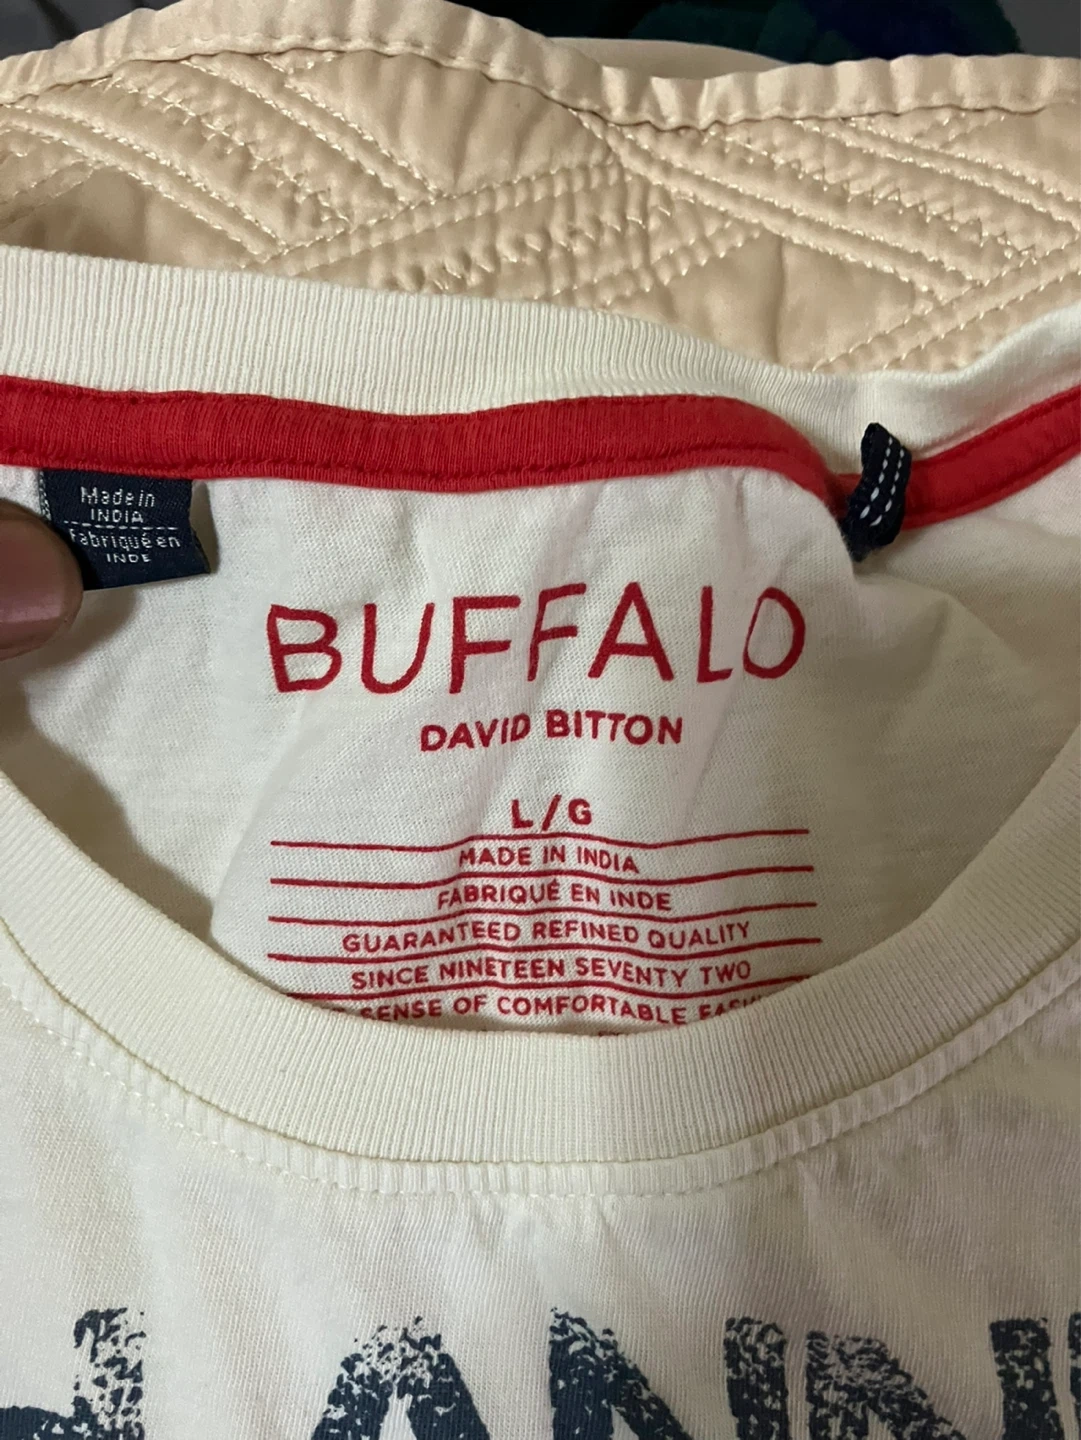 Made in
INDIA
Fabriqué en
INDE
BUFFALO
DAVID BITTON
L/G
MADE IN INDIA
FABRIQUÉ EN INDE
GUARANTEED REFINED QUALITY
SINCE NINETEEN SEVENTY TWO
SENSE OF COMFORTABLE